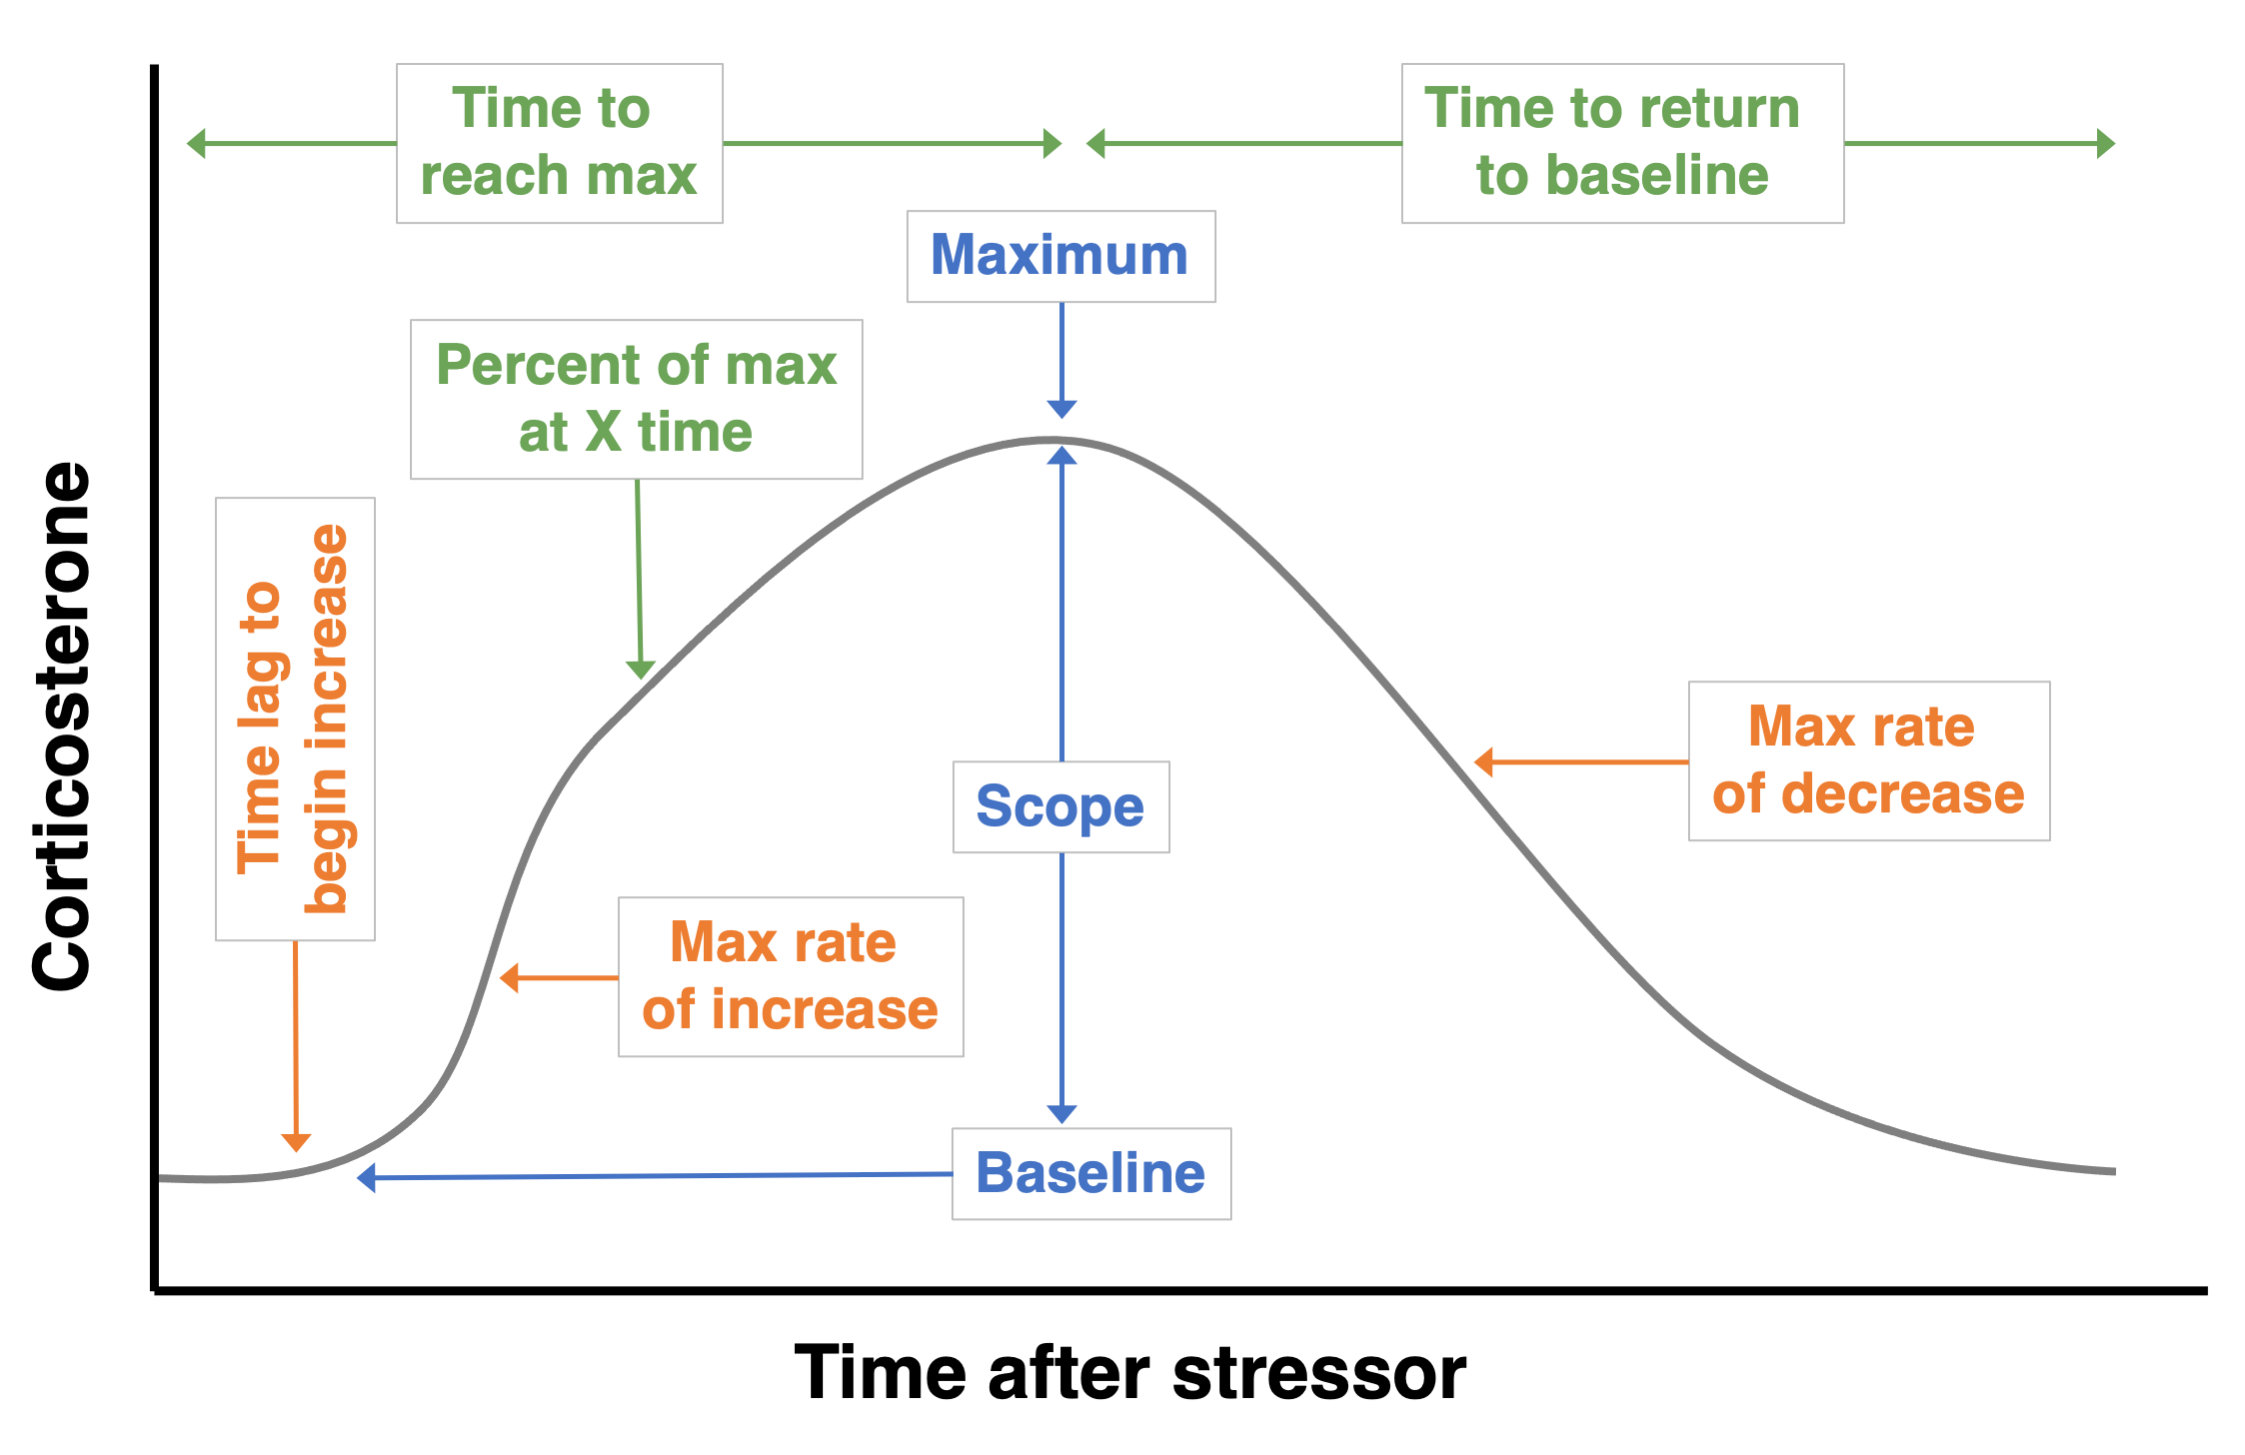 Time to
reach max
Time to return
to baseline
Maximum
Percent of max
at X time
Time lag to
begin increase
Max rate
of decrease
Scope
Max rate
of increase
Baseline
Corticosterone
Time after stressor